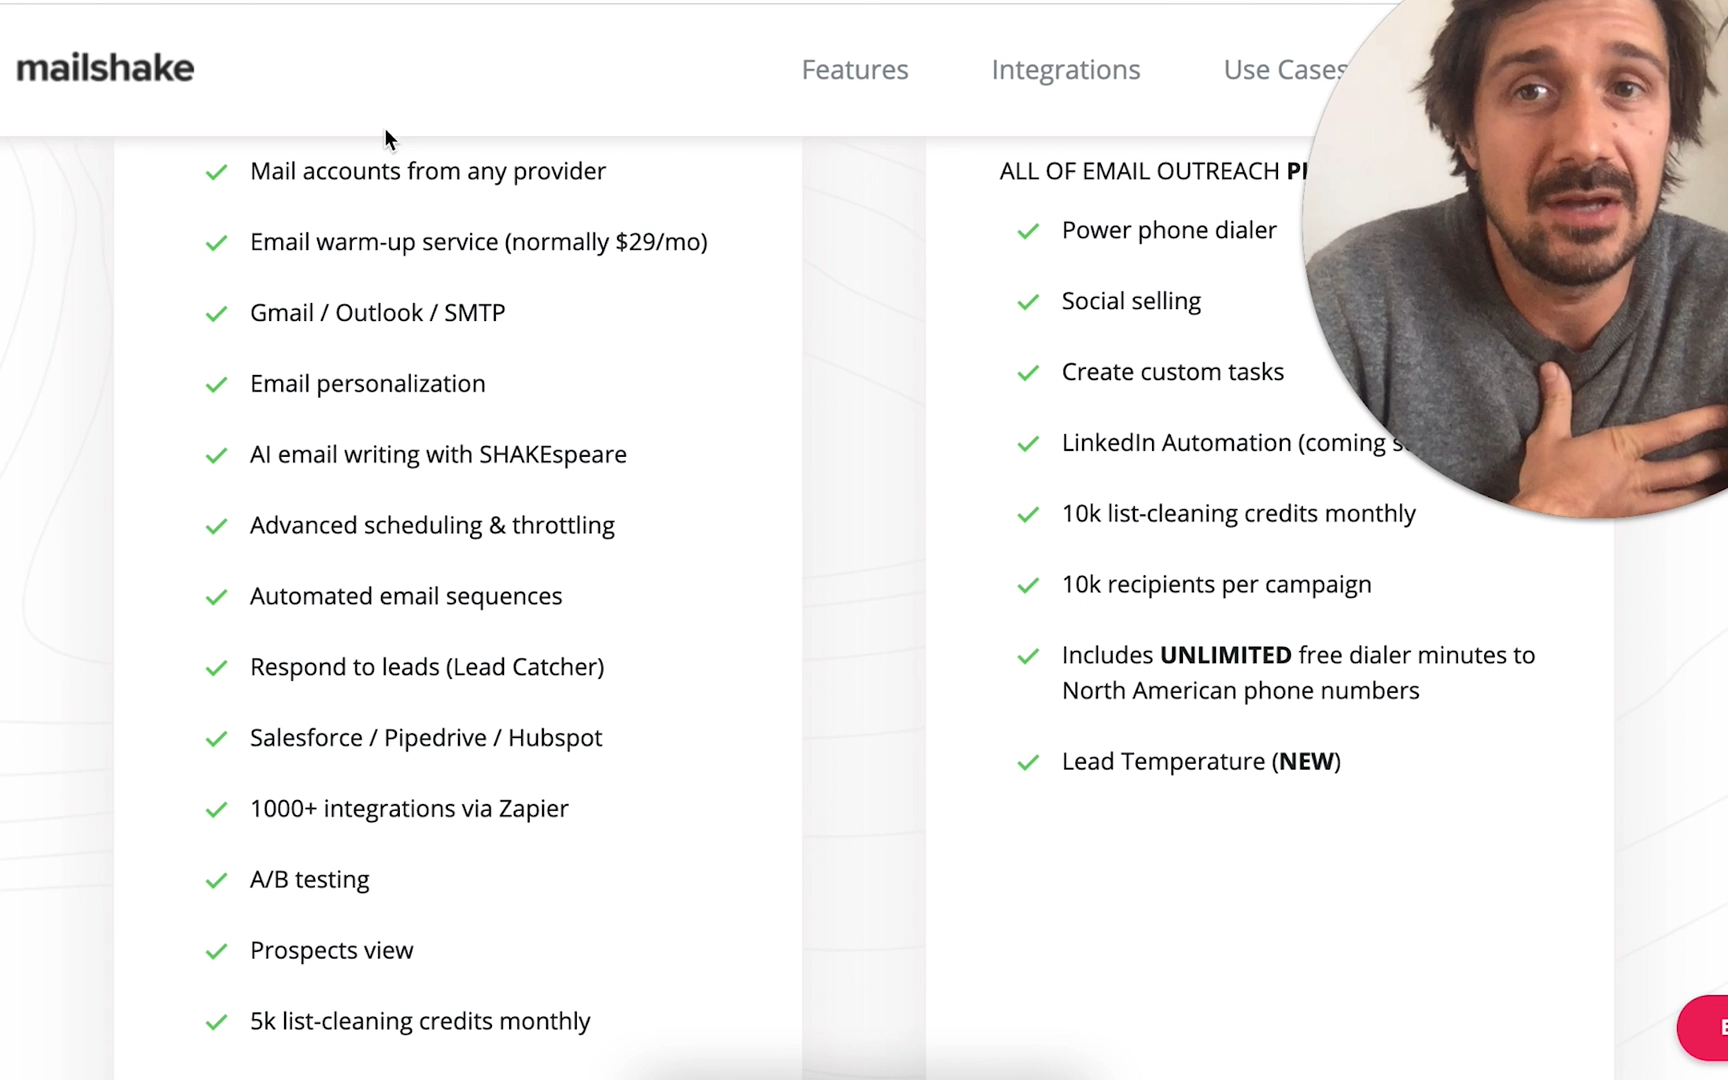 mailshake
Features
Integrations
Use Cases
Mail accounts from any provider
Email warm-up service (normally $29/mo)
Gmail / Outlook / SMTP
Email personalization
AI email writing with SHAKEspeare
Advanced scheduling & throttling
Automated email sequences
Respond to leads (Lead Catcher)
Salesforce / Pipedrive / Hubspot
1000+ integrations via Zapier
A/B testing
Prospects view
5k list-cleaning credits monthly
ALL OF EMAIL OUTREACH
Power phone dialer
Social selling
Create custom tasks
LinkedIn Automation (coming
10k list-cleaning credits monthly
10k recipients per campaign
Includes UNLIMITED free dialer minutes to
North American phone numbers
Lead Temperature (NEW)